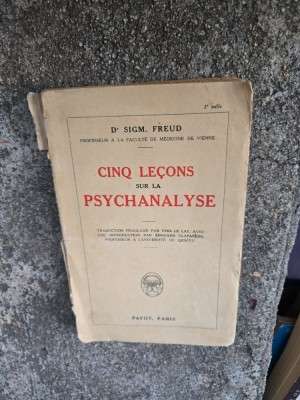 3e mille
Dr SIGM. FREUD
PROFESSEUR A LA FACULTÉ DE MÉDECINE DE VIENNE
CINQ LEÇONS
SUR LA
PSYCHANALYSE
TRADUCTION FRANÇAISE PAR YVES LE LAY, AVEC
UNE INTRODUCTION PAR ÉDOUARD CLAPARÈDE,
PROFESSEUR A L'UNIVERSITÉ DE GENÈVE
PAYOT, PARIS